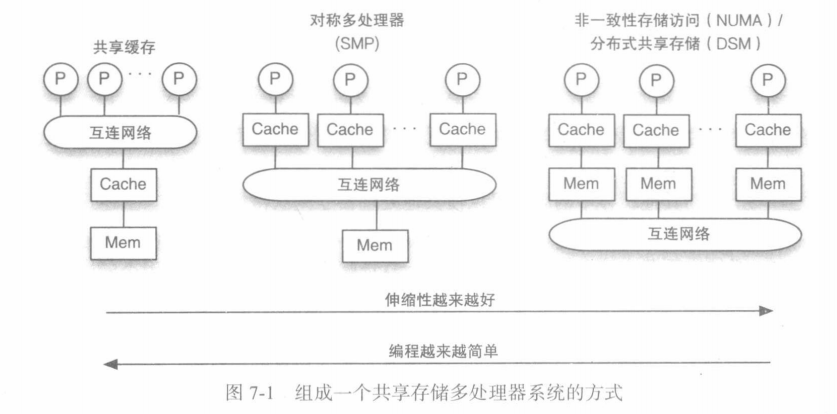 共享缓存
P P · · · P
互连网络
Cache
Mem
对称多处理器
(SMP)
P P P
Cache Cache · · · Cache
互连网络
Mem
非一致性存储访问（NUMA）/
分布式共享存储（DSM）
P P P
Cache Cache · · · Cache
Mem Mem Mem
互连网络
伸缩性越来越好
编程越来越简单
图 7-1 组成一个共享存储多处理器系统的方式